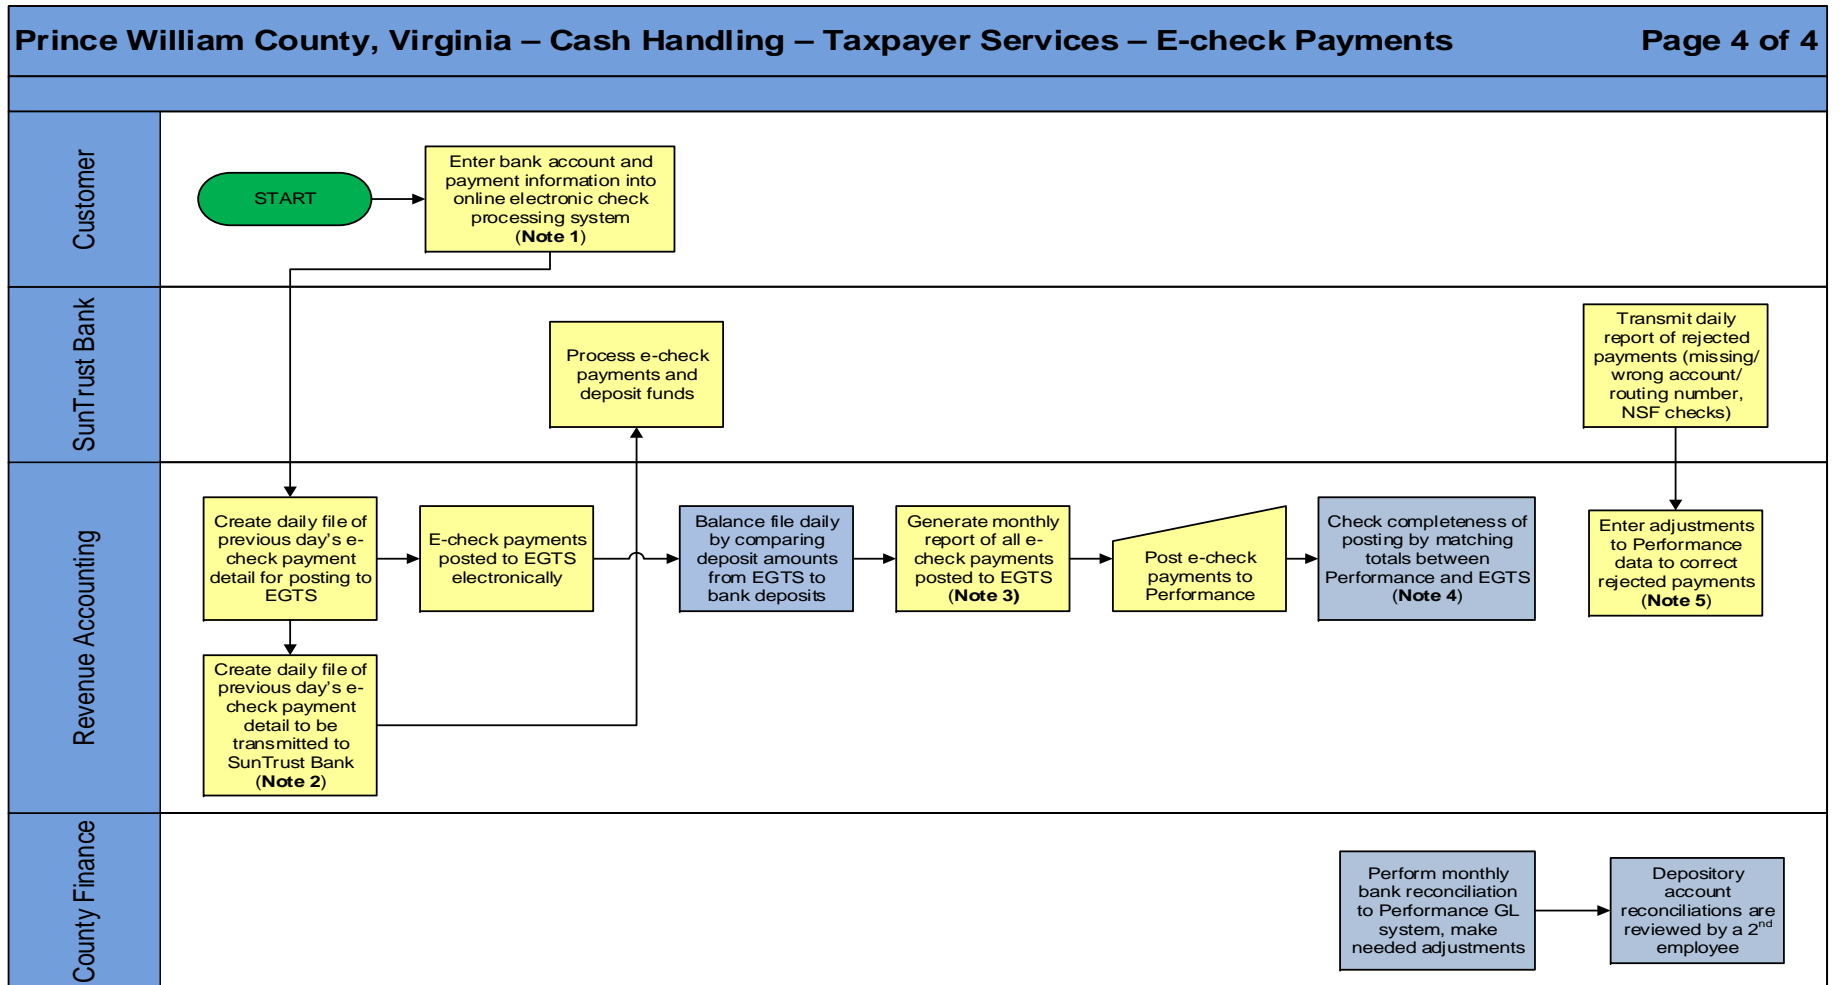 Prince William County, Virginia – Cash Handling – Taxpayer Services – E-check Payments Page 4 of 4
Customer
START
Enter bank account and
payment information into
online electronic check
processing system
(Note 1)
SunTrust Bank
Process e-check
payments and
deposit funds
Transmit daily
report of rejected
payments (missing/
wrong account/
routing number,
NSF checks)
Revenue Accounting
Create daily file of
previous day's e-
check payment
detail for posting to
EGTS
E-check payments
posted to EGTS
electronically
Balance file daily
by comparing
deposit amounts
from EGTS to
bank deposits
Generate monthly
report of all e-
check payments
posted to EGTS
(Note 3)
Post e-check
payments to
Performance
Check completeness of
posting by matching
totals between
Performance and EGTS
(Note 4)
Enter adjustments
to Performance
data to correct
rejected payments
(Note 5)
Create daily file of
previous day's e-
check payment
detail to be
transmitted to
SunTrust Bank
(Note 2)
County Finance
Perform monthly
bank reconciliation
to Performance GL
system, make
needed adjustments
Depository
account
reconciliations are
reviewed by a 2nd
employee